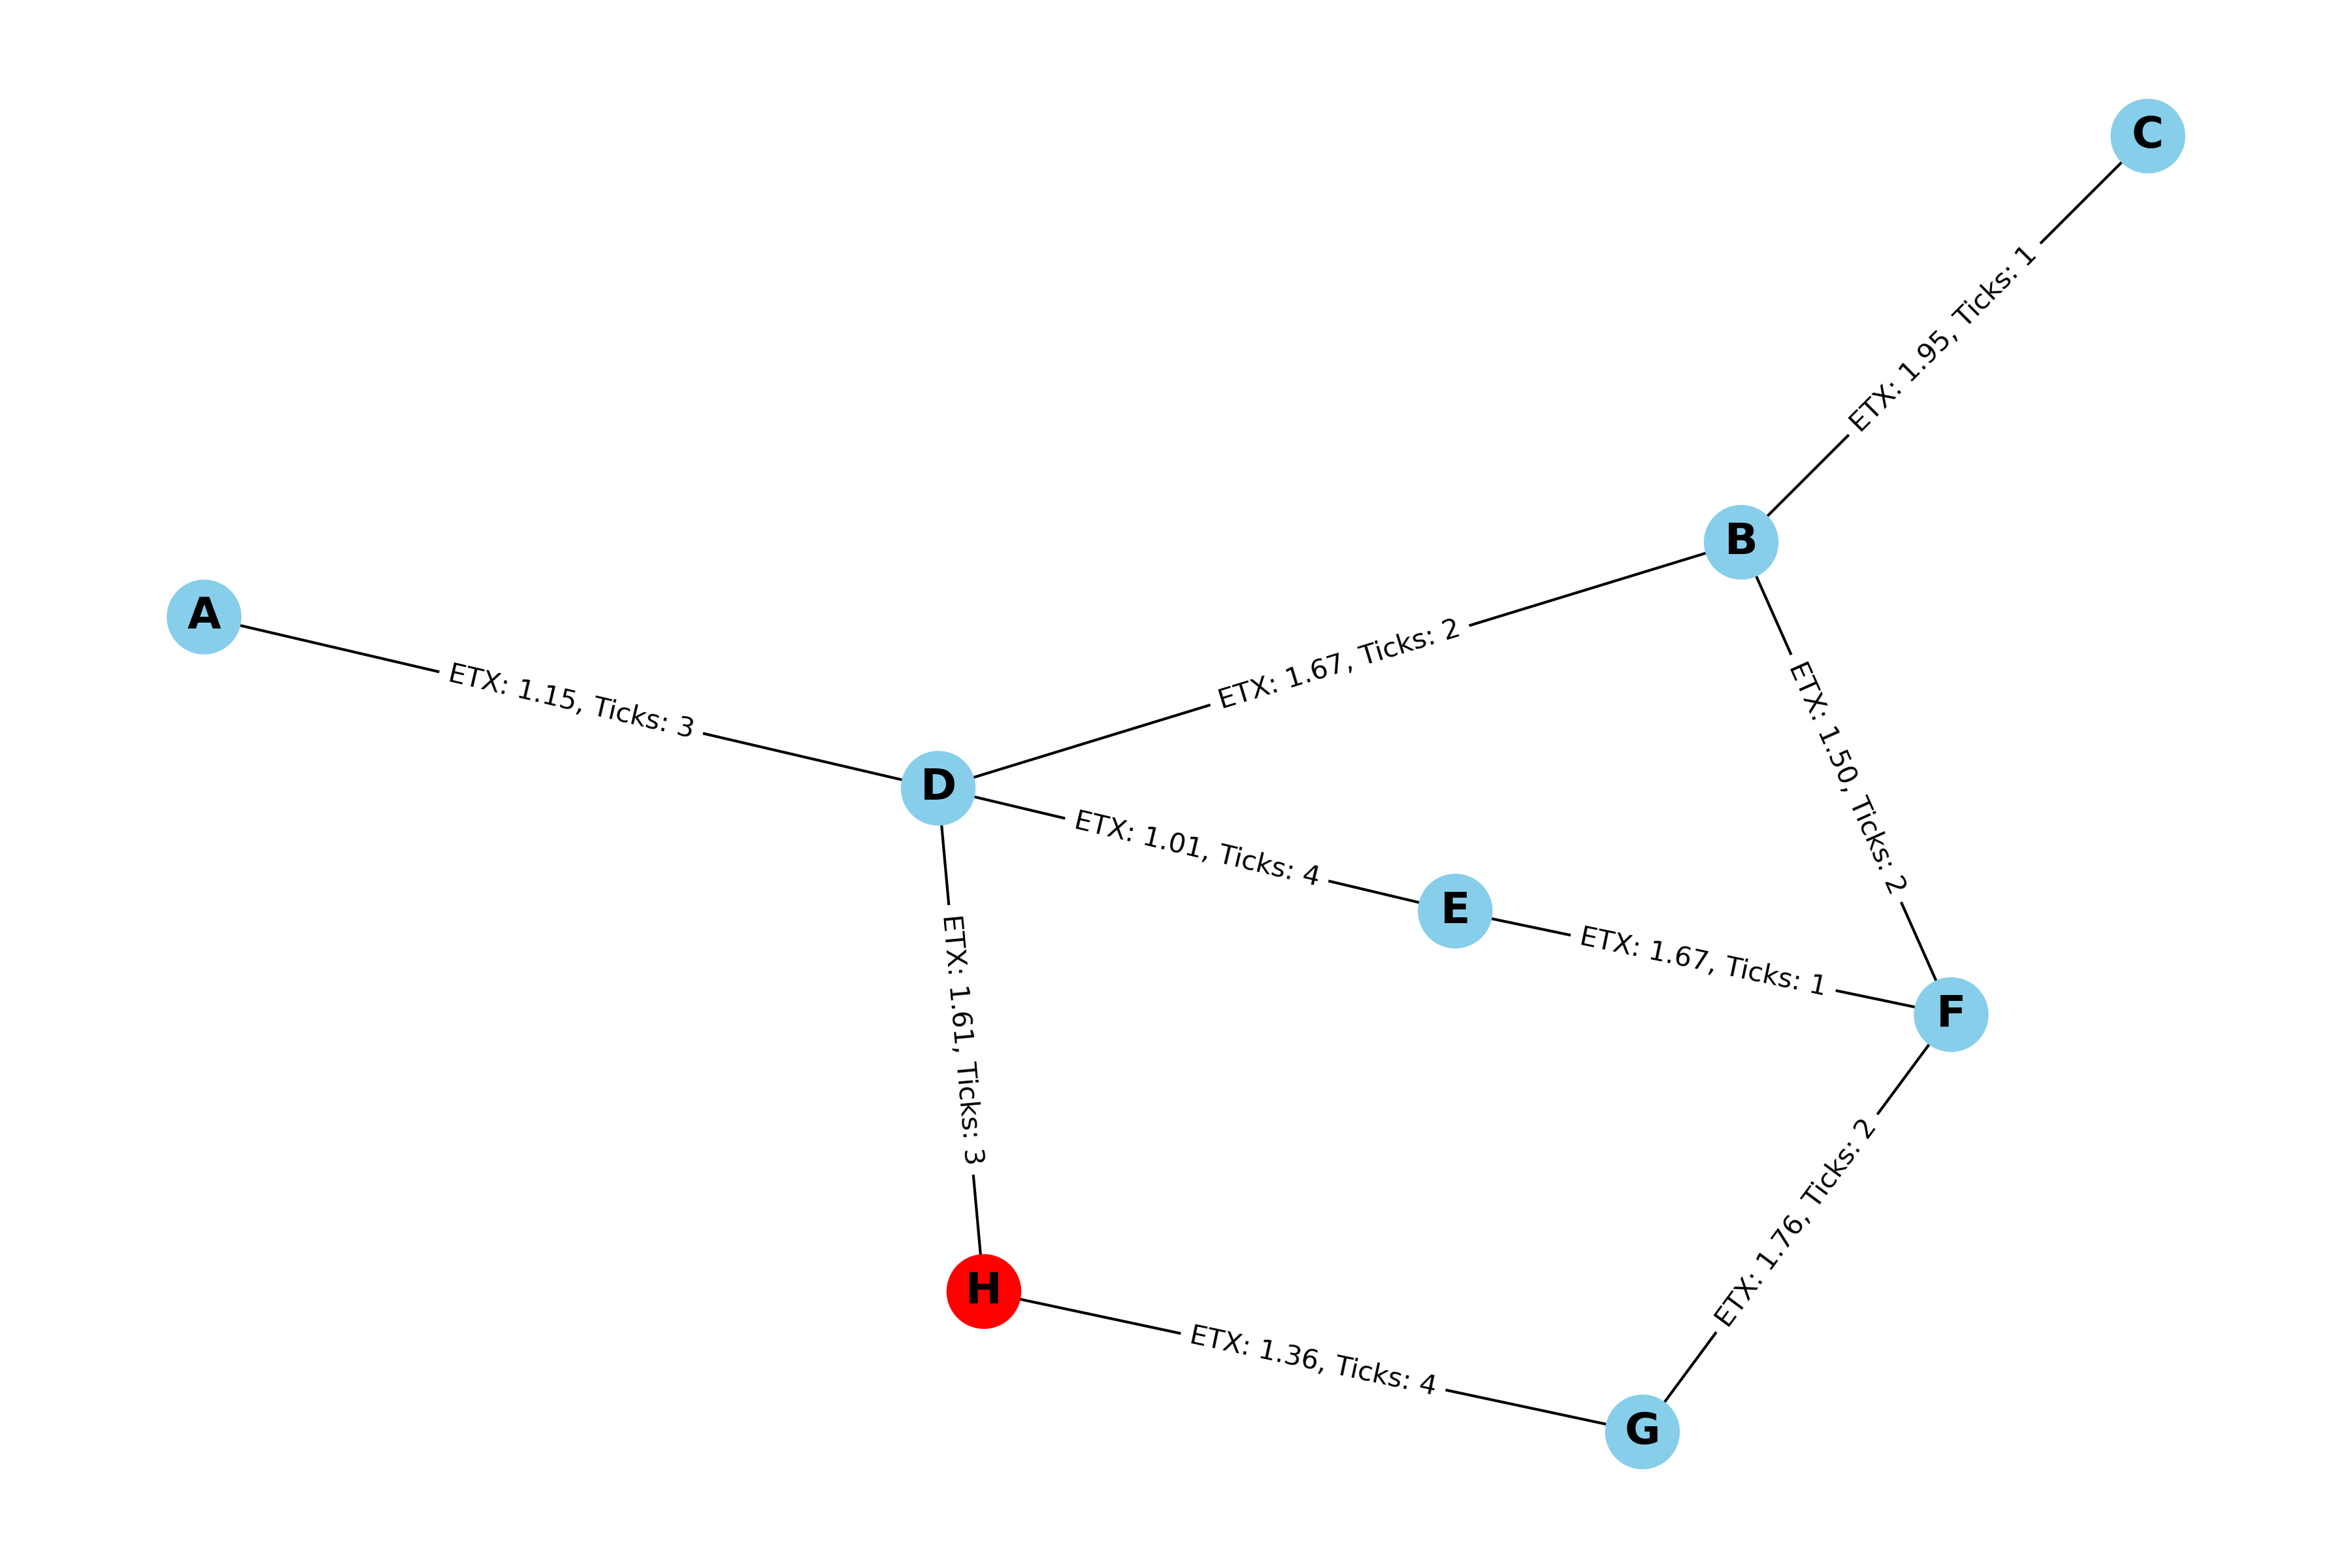 C
ETX: 1.95, Ticks: 1
B
A
ETX: 1.67, Ticks: 2
ETX: 1.15, Ticks: 3
ETX: 1.50, Ticks: 2
D
ETX: 1.01, Ticks: 4
E
ETX: 1.67, Ticks: 1
F
ETX: 1.61, Ticks: 3
ETX: 1.76, Ticks: 2
H
ETX: 1.36, Ticks: 4
G